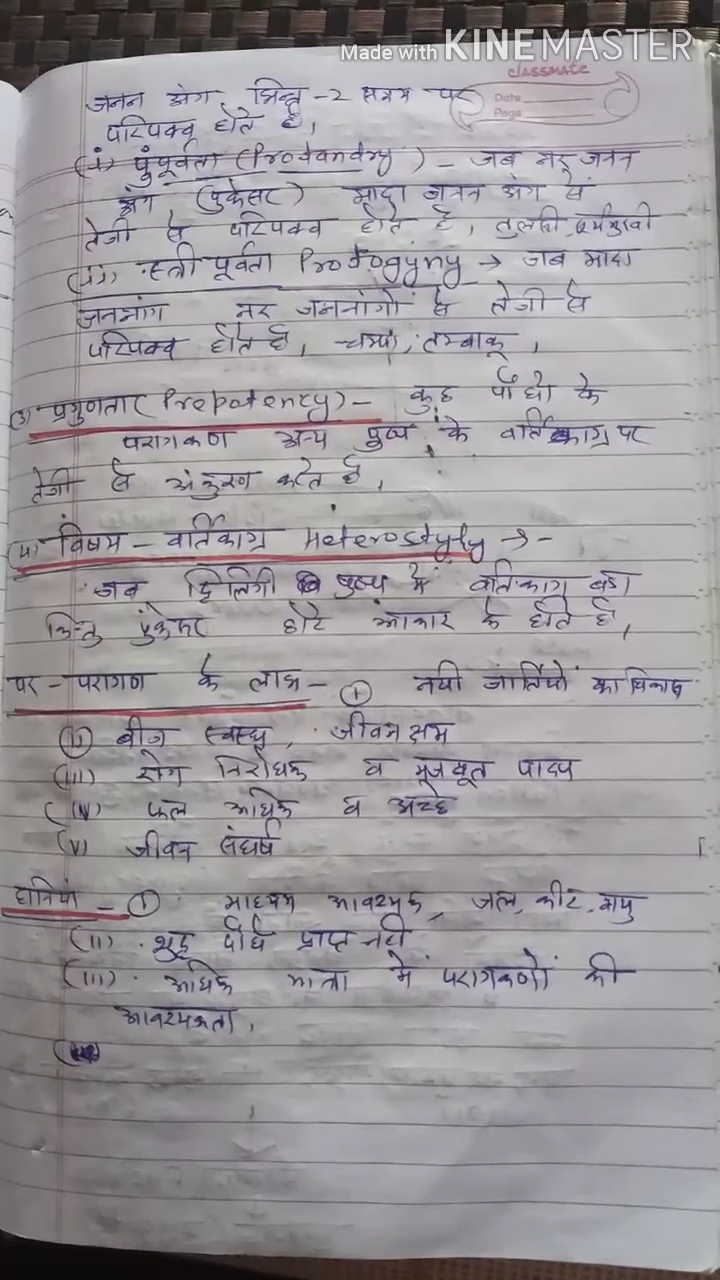 Made with KINEMASTER
classmate
Date
Page
जनन अंग भिन्न-2 समय पर
परिपक्व होते है,
(i) पुंपूर्वता (Protandry) - जब नर जनन
अंग (पुंकेसर) मादा जनन अंग से
तेजी से परिपक्व होते है, तुलसी, सूर्यमुखी
(ii) स्त्रीपूर्वता Protogyny → जब मादा
जननांग नर जननांगों से तेजी से
परिपक्व होते है, चम्पा, तम्बाकू,
(3) प्रगुणता (Prepotency) - कुछ पौधो के
परागकण अन्य पुष्प के वर्तिकाग्र पर
तेजी से अंकुरण करते है,
(4) विषम - वर्तिकाग्र Heterostyly → -
जब द्विलिंगी पुष्प में वर्तिकाग्र बडा
किन्तु पुंकेसर छोटे आकार के होते है,
पर - परागण के लाभ - (i) नयी जातियों का विकास
(ii) बीज स्वस्थ, जीवनक्षम
(iii) रोग निरोधक व मजबूत पादप
(iv) फल अधिक व अच्छे
(v) जीवन संघर्ष
हानियां - (i) माध्यम आवश्यक, जल, कीट, वायु
(ii) शुद्ध पौधे प्राप्त नही
(iii) अधिक मात्रा में परागकणों की
आवश्यकता,